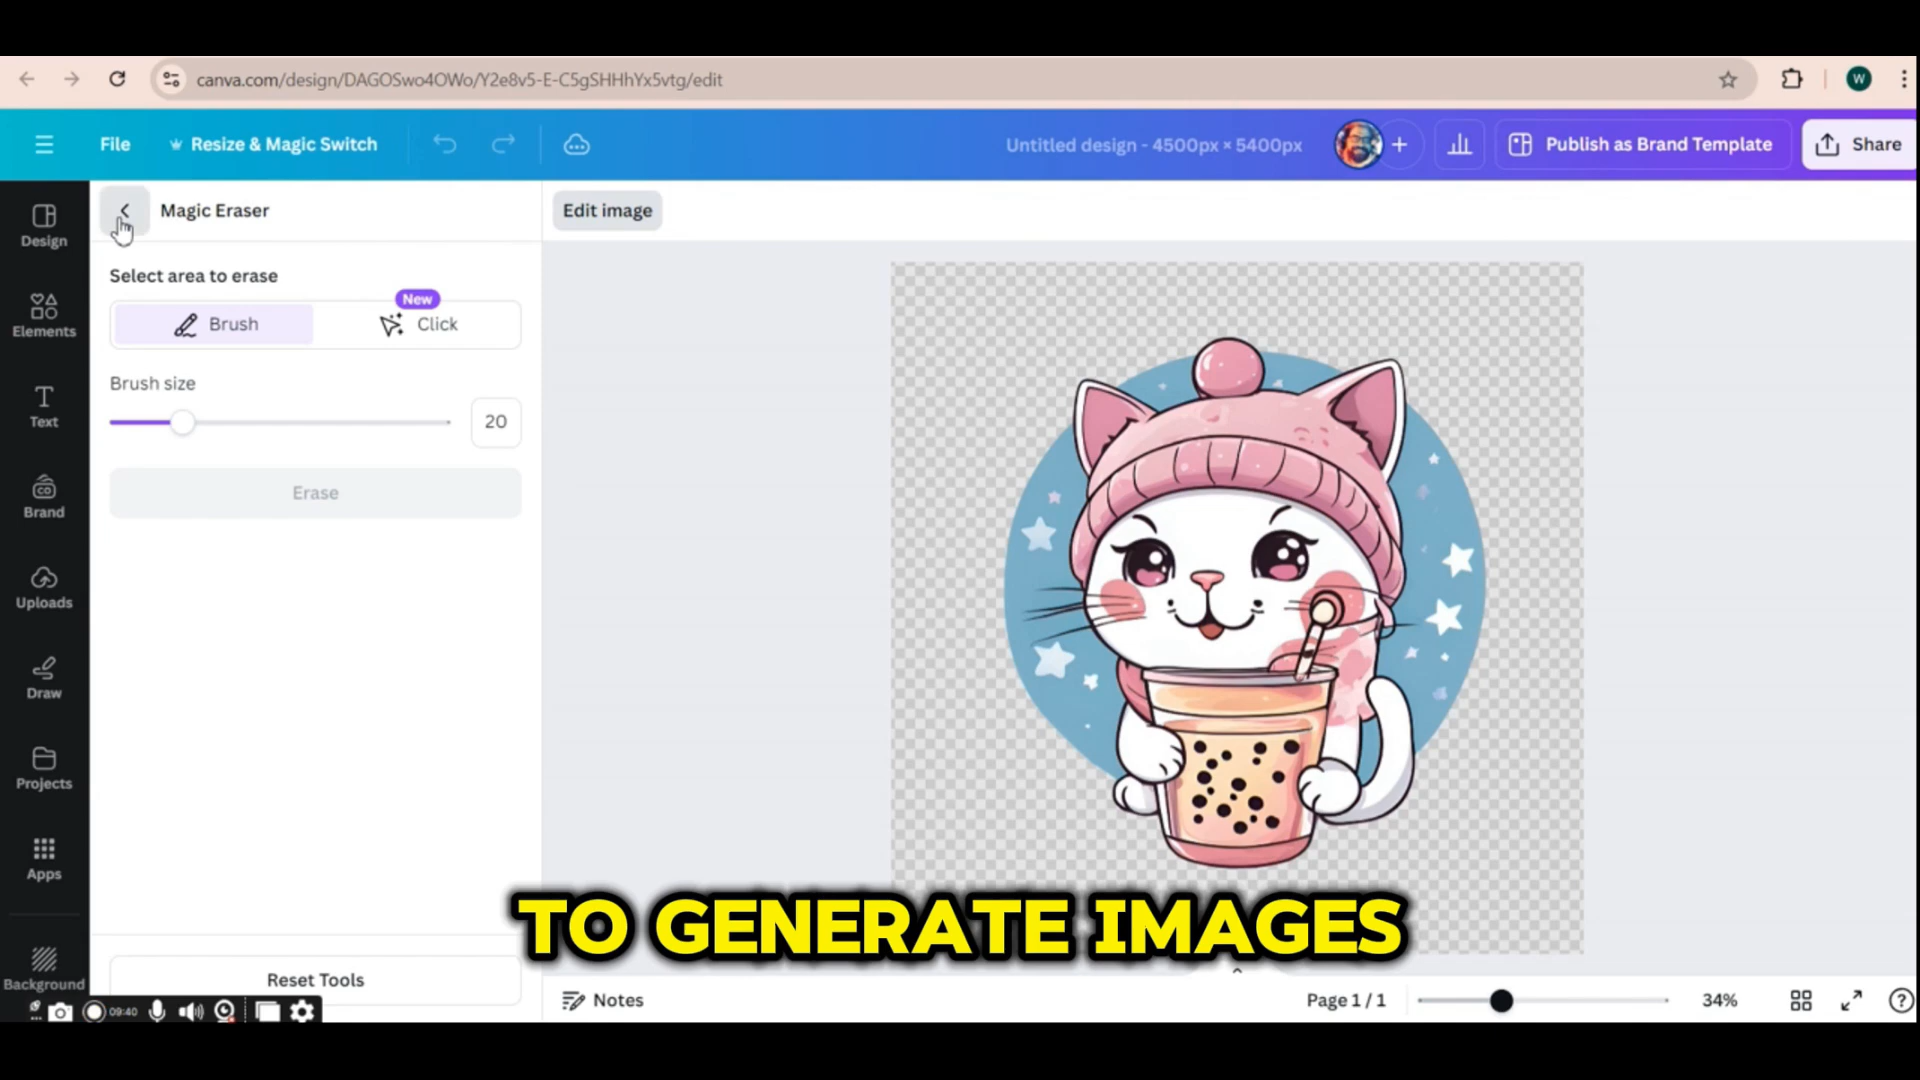 canva.com/design/DAGOSwo4OWo/Y2e8v5-E-C5gSHHhYx5vtg/edit
W
File
Resize & Magic Switch
Untitled design - 4500px × 5400px
Publish as Brand Template
Share
Design
Elements
Text
Brand
Uploads
Draw
Projects
Apps
Background
Magic Eraser
Select area to erase
New
Brush
Click
Brush size
20
Erase
Reset Tools
Edit image
TO GENERATE IMAGES
Notes
Page 1 / 1
34%
09:40